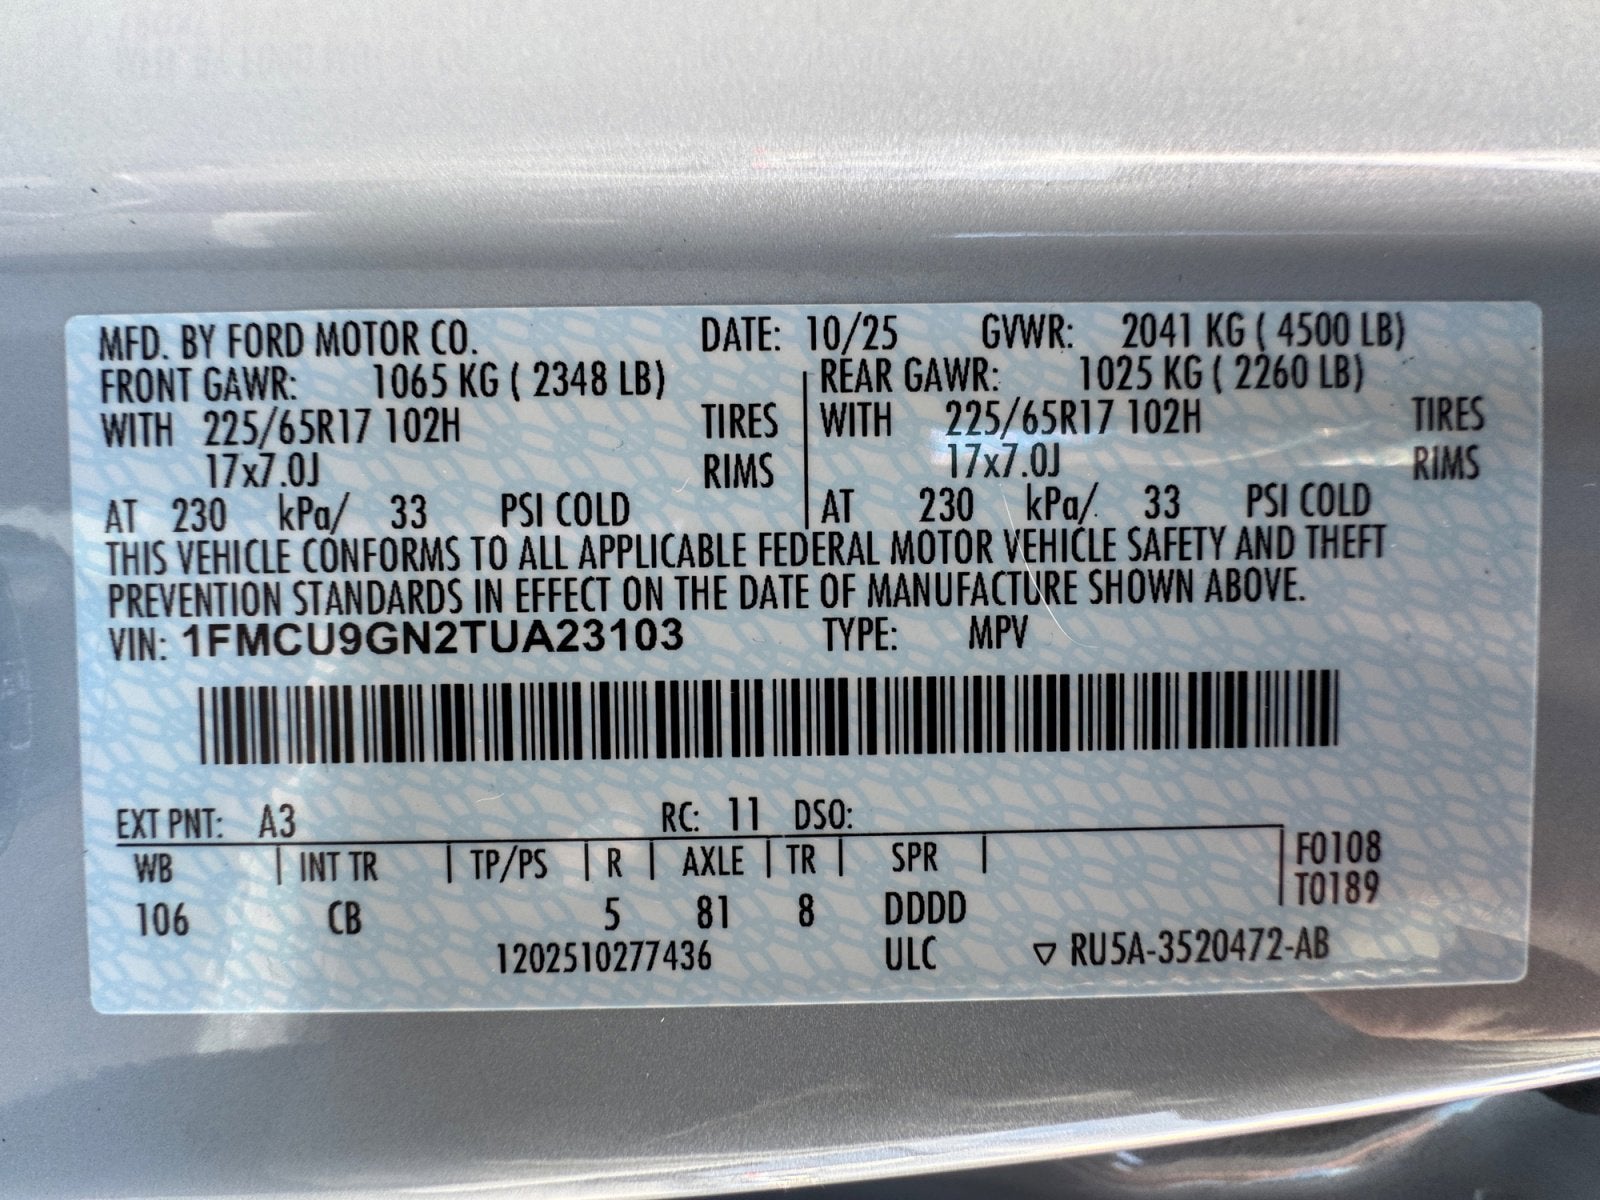 MFD. BY FORD MOTOR CO. DATE: 10/25 GVWR: 2041 KG ( 4500 LB)
FRONT GAWR: 1065 KG ( 2348 LB) REAR GAWR: 1025 KG ( 2260 LB)
WITH 225/65R17 102H TIRES WITH 225/65R17 102H TIRES
17x7.0J RIMS 17x7.0J RIMS
AT 230 kPa/ 33 PSI COLD AT 230 kPa/ 33 PSI COLD
THIS VEHICLE CONFORMS TO ALL APPLICABLE FEDERAL MOTOR VEHICLE SAFETY AND THEFT
PREVENTION STANDARDS IN EFFECT ON THE DATE OF MANUFACTURE SHOWN ABOVE.
VIN: 1FMCU9GN2TUA23103 TYPE: MPV
EXT PNT: A3 RC: 11 DSO:
WB INT TR TP/PS R AXLE TR SPR F0108
T0189
106 CB 5 81 8 DDDD
1202510277436 ULC ▽ RU5A-3520472-AB